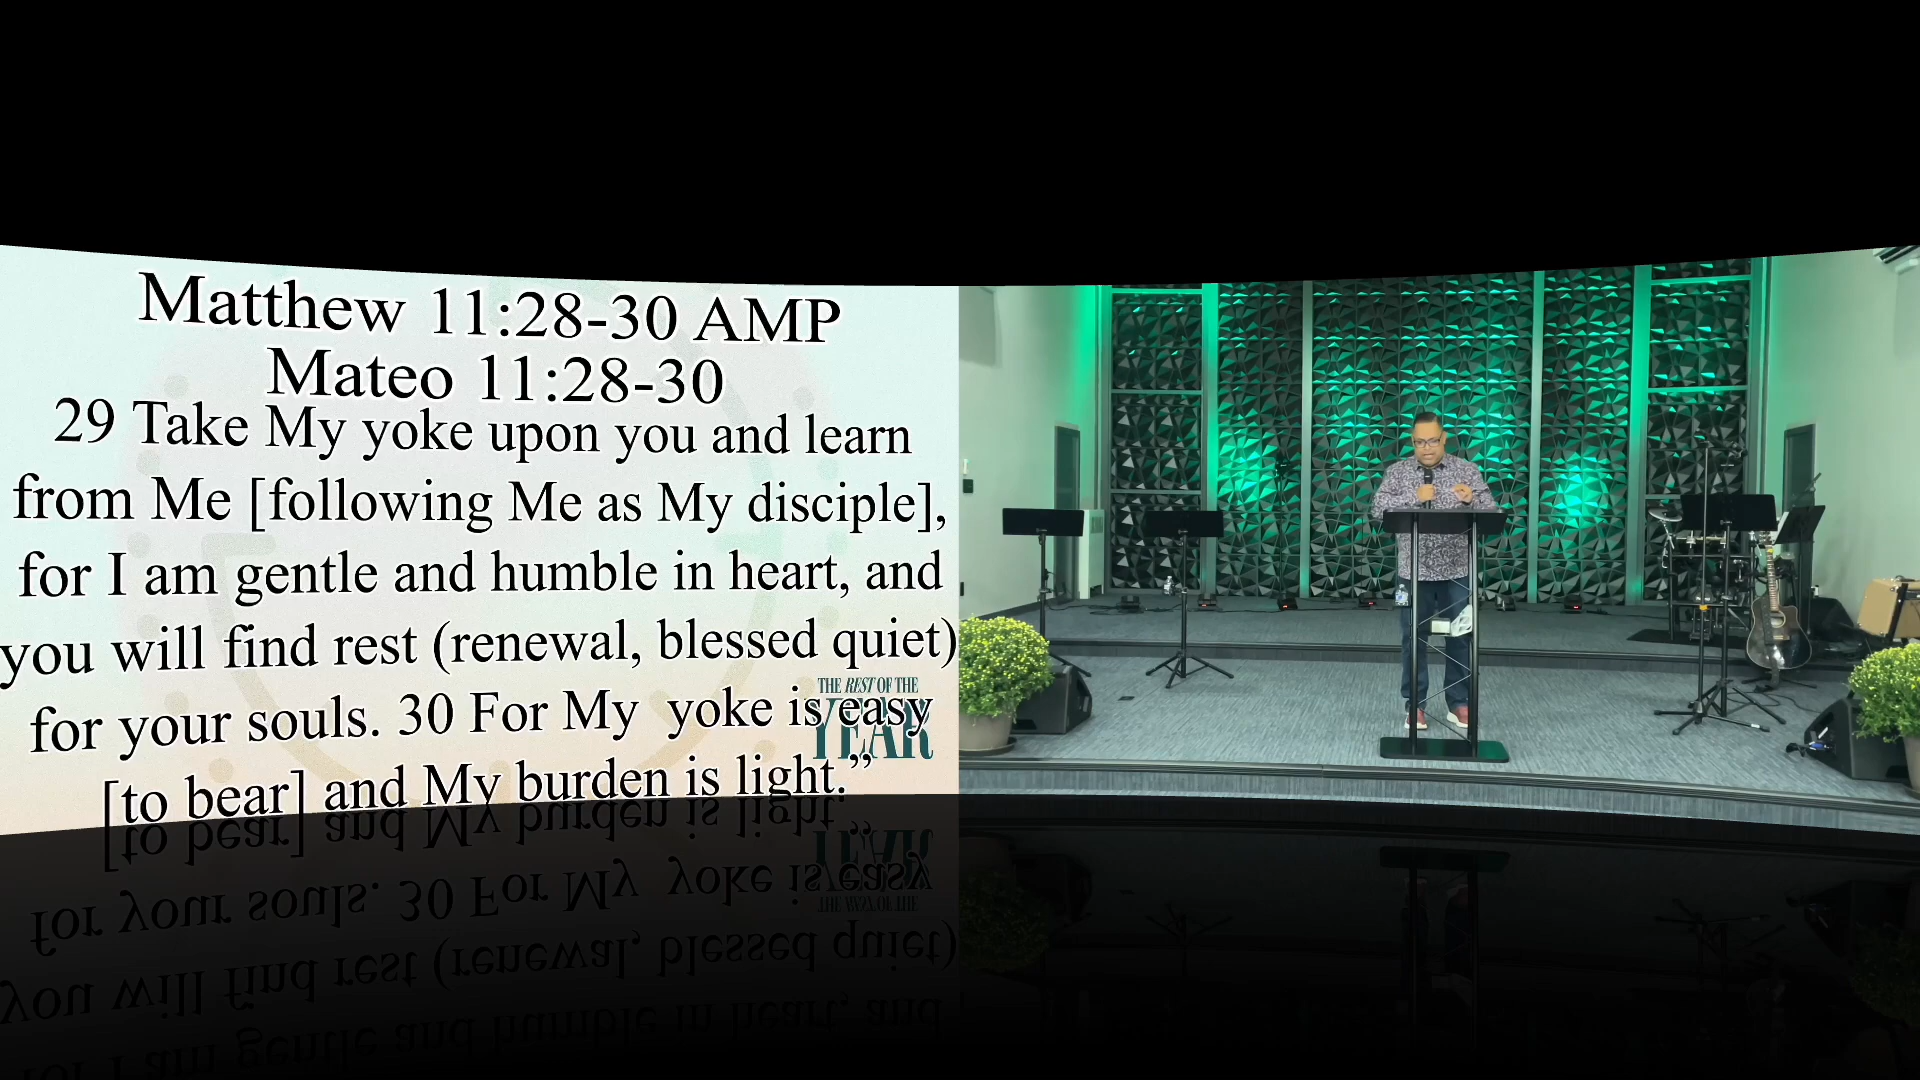 Matthew 11:28-30 AMP
Mateo 11:28-30
29 Take My yoke upon you and learn
from Me [following Me as My disciple],
for I am gentle and humble in heart, and
you will find rest (renewal, blessed quiet)
for your souls. 30 For My  yoke is easy
[to bear] and My burden is light.”
THE REST OF THE
YEAR